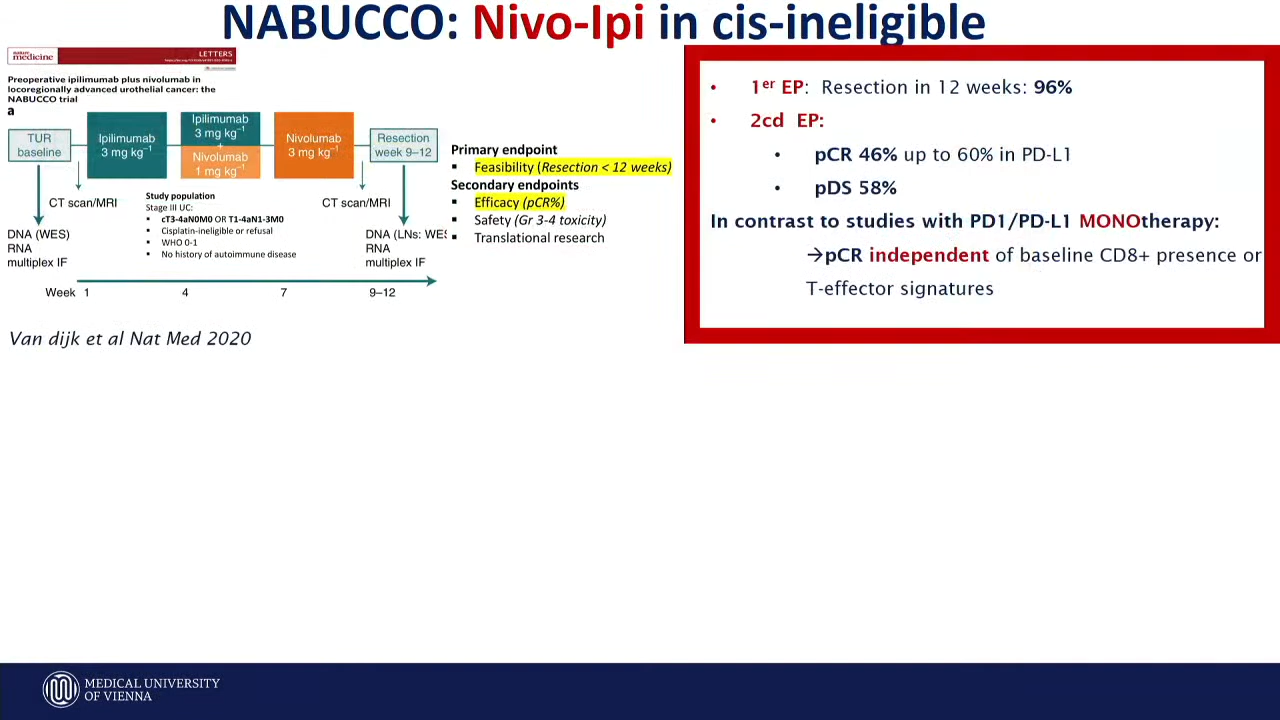 NABUCCO: Nivo-Ipi in cis-ineligible
nature
medicine
LETTERS
Preoperative ipilimumab plus nivolumab in
locoregionally advanced urothelial cancer: the
NABUCCO trial
a
TUR
baseline
Ipilimumab
3 mg kg⁻¹
Ipilimumab
3 mg kg⁻¹
+
Nivolumab
1 mg kg⁻¹
Nivolumab
3 mg kg⁻¹
Resection
week 9–12
CT scan/MRI
CT scan/MRI
DNA (WES)
RNA
multiplex IF
Study population
Stage III UC:
▪ cT3-4aN0M0 OR T1-4aN1-3M0
▪ Cisplatin-ineligible or refusal
▪ WHO 0-1
▪ No history of autoimmune disease
DNA (LNs: WES
RNA
multiplex IF
Week 1 4 7 9–12
Primary endpoint
▪ Feasibility (Resection < 12 weeks)
Secondary endpoints
▪ Efficacy (pCR%)
▪ Safety (Gr 3-4 toxicity)
▪ Translational research
Van dijk et al Nat Med 2020
• 1er EP: Resection in 12 weeks: 96%
• 2cd EP:
• pCR 46% up to 60% in PD-L1
• pDS 58%
In contrast to studies with PD1/PD-L1 MONOtherapy:
→pCR independent of baseline CD8+ presence or
T-effector signatures
MEDICAL UNIVERSITY
OF VIENNA